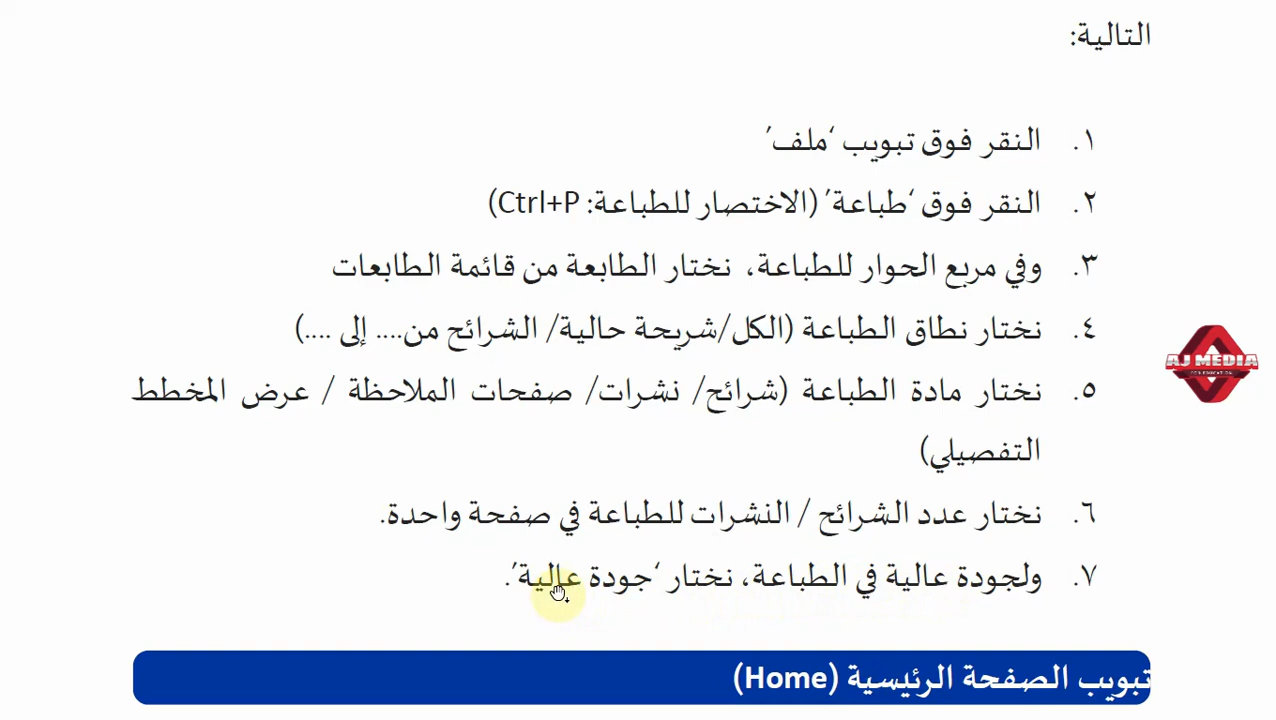 التالية:
١. النقر فوق تبويب ‘ملف’
٢. النقر فوق ‘طباعة’ (الاختصار للطباعة: Ctrl+P)
٣. وفي مربع الحوار للطباعة، نختار الطابعة من قائمة الطابعات
٤. نختار نطاق الطباعة (الكل/شريحة حالية/ الشرائح من.... إلى ....)
٥. نختار مادة الطباعة (شرائح/ نشرات/ صفحات الملاحظة / عرض المخطط
التفصيلي)
AJ MEDIA
FOR EDUCATION
٦. نختار عدد الشرائح / النشرات للطباعة في صفحة واحدة.
٧. ولجودة عالية في الطباعة، نختار ‘جودة عالية’.
تبويب الصفحة الرئيسية (Home)